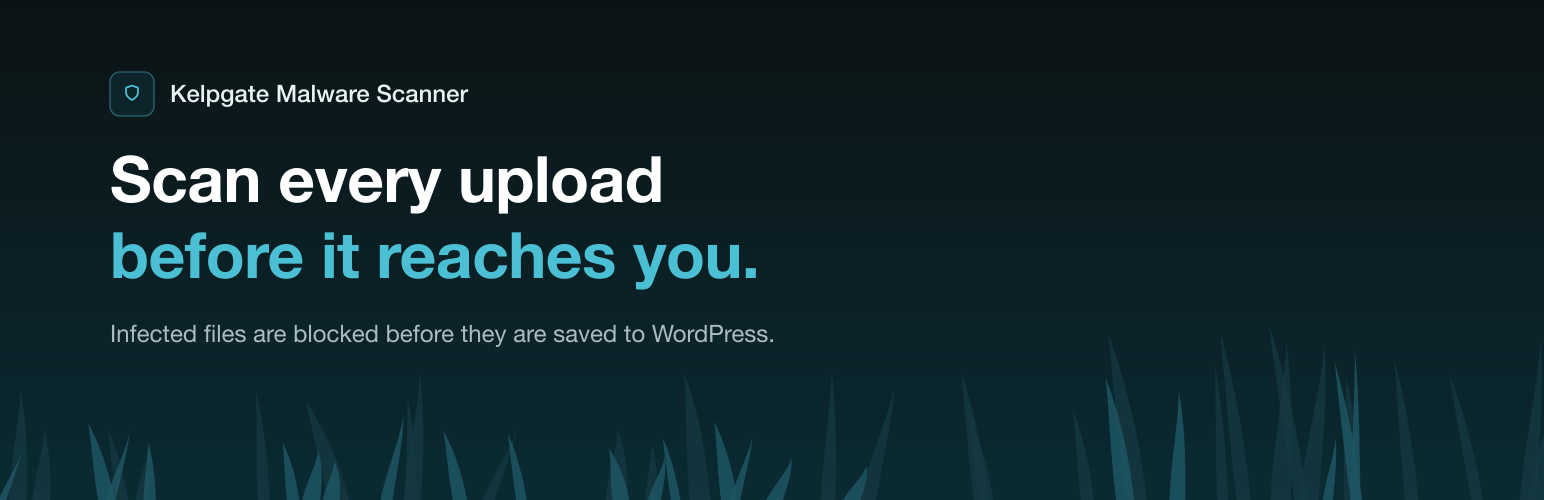 Kelpgate Malware Scanner
Scan every upload
before it reaches you.
Infected files are blocked before they are saved to WordPress.